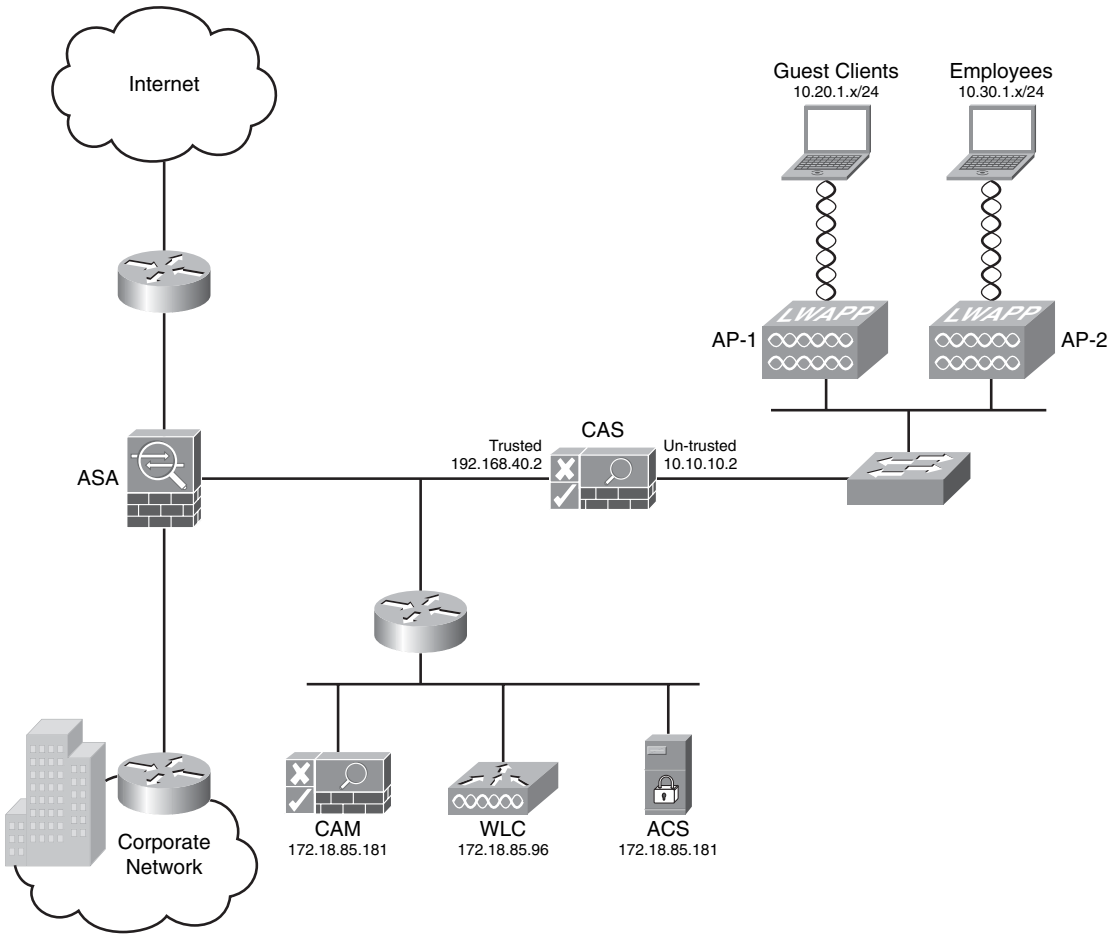 Internet
Guest Clients
10.20.1.x/24
Employees
10.30.1.x/24
LWAPP
LWAPP
AP-1
AP-2
CAS
Trusted
192.168.40.2
Un-trusted
10.10.10.2
ASA
CAM
172.18.85.181
WLC
172.18.85.96
ACS
172.18.85.181
Corporate
Network